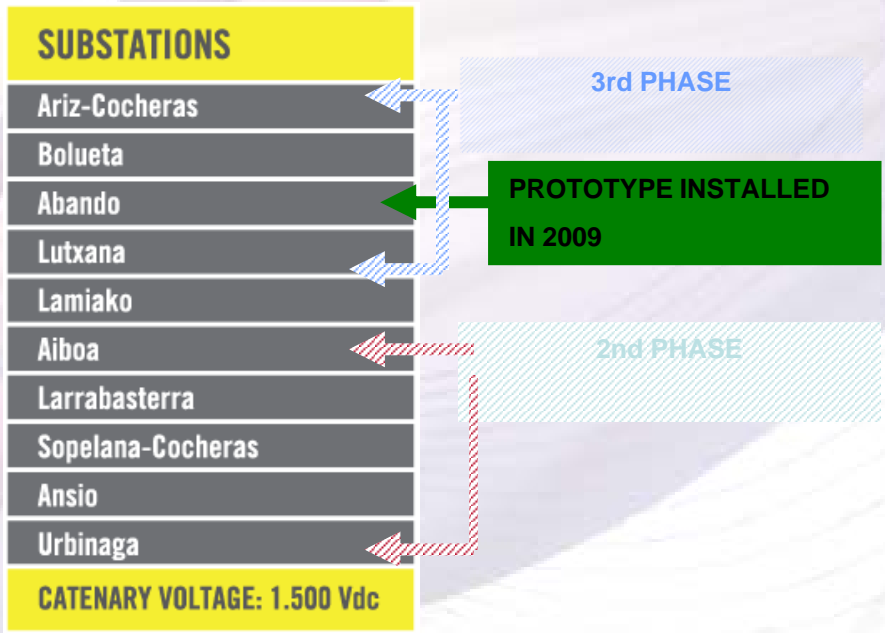 SUBSTATIONS
Ariz-Cocheras
Bolueta
Abando
Lutxana
Lamiako
Aiboa
Larrabasterra
Sopelana-Cocheras
Ansio
Urbinaga
CATENARY VOLTAGE: 1.500 Vdc
3rd PHASE
PROTOTYPE INSTALLED
IN 2009
2nd PHASE